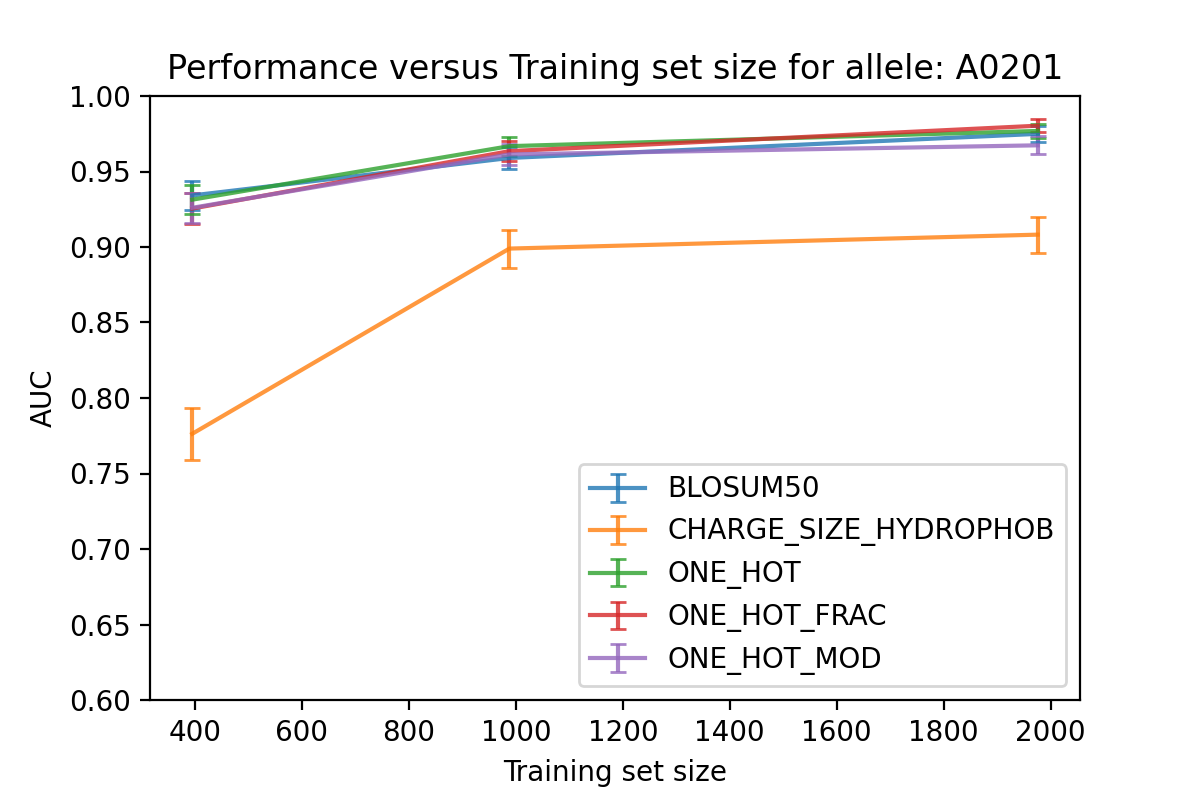 Performance versus Training set size for allele: A0201
1.00
0.95
0.90
0.85
0.80
0.75
0.70
0.65
0.60
AUC
BLOSUM50
CHARGE_SIZE_HYDROPHOB
ONE_HOT
ONE_HOT_FRAC
ONE_HOT_MOD
400 600 800 1000 1200 1400 1600 1800 2000
Training set size